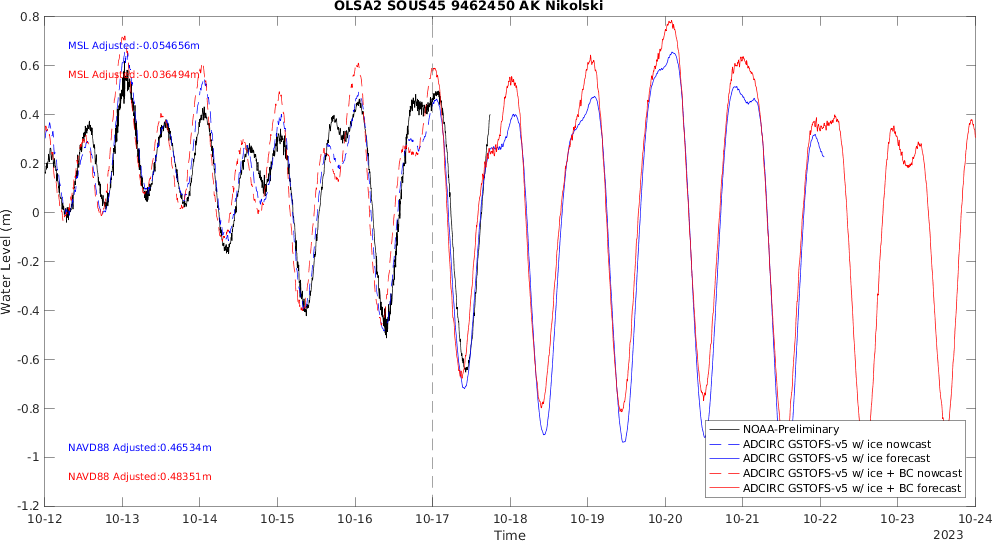 OLSA2 SOUS45 9462450 AK Nikolski
0.8
0.6
0.4
0.2
0
-0.2
-0.4
-0.6
-0.8
-1
-1.2
Water Level (m)
MSL Adjusted:-0.054656m
MSL Adjusted:-0.036494m
NAVD88 Adjusted:0.46534m
NAVD88 Adjusted:0.48351m
NOAA-Preliminary
ADCIRC GSTOFS-v5 w/ ice nowcast
ADCIRC GSTOFS-v5 w/ ice forecast
ADCIRC GSTOFS-v5 w/ ice + BC nowcast
ADCIRC GSTOFS-v5 w/ ice + BC forecast
10-12 10-13 10-14 10-15 10-16 10-17 10-18 10-19 10-20 10-21 10-22 10-23 10-24
Time
2023